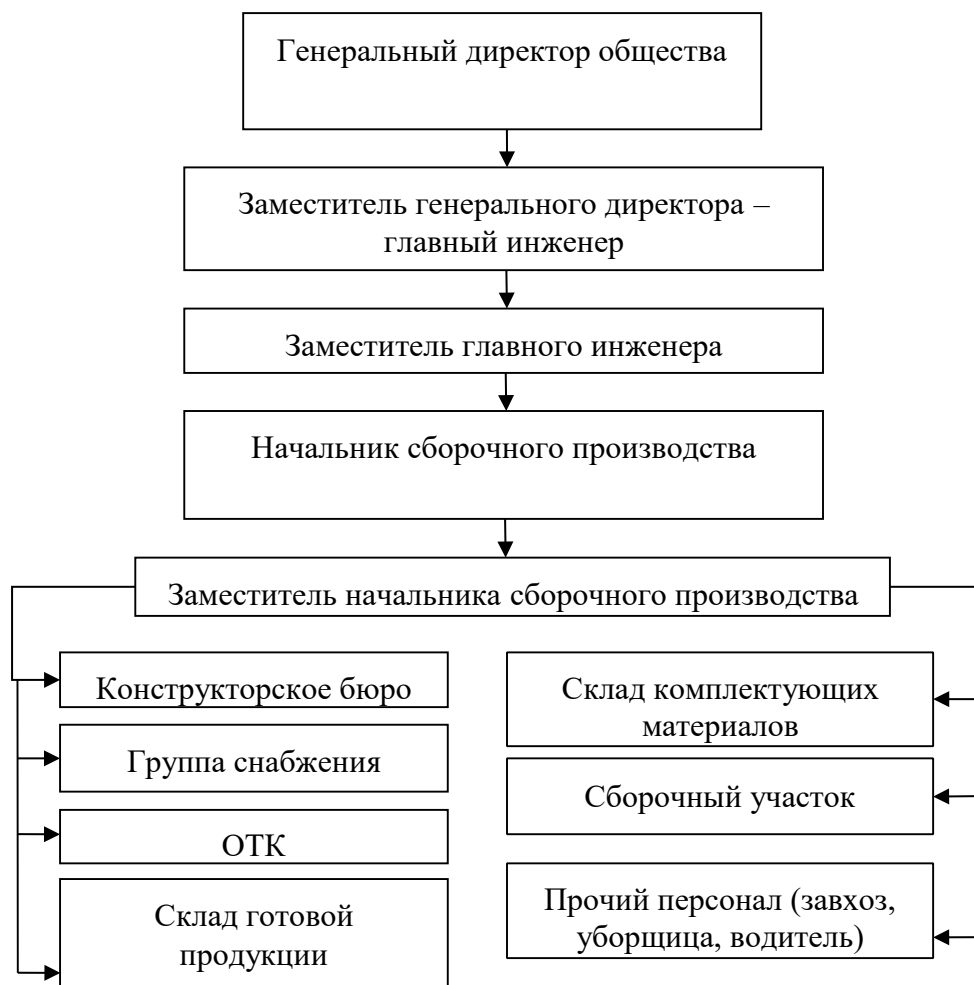 Генеральный директор общества
Заместитель генерального директора –
главный инженер
Заместитель главного инженера
Начальник сборочного производства
Заместитель начальника сборочного производства
Конструкторское бюро
Группа снабжения
ОТК
Склад готовой
продукции
Склад комплектующих
материалов
Сборочный участок
Прочий персонал (завхоз,
уборщица, водитель)